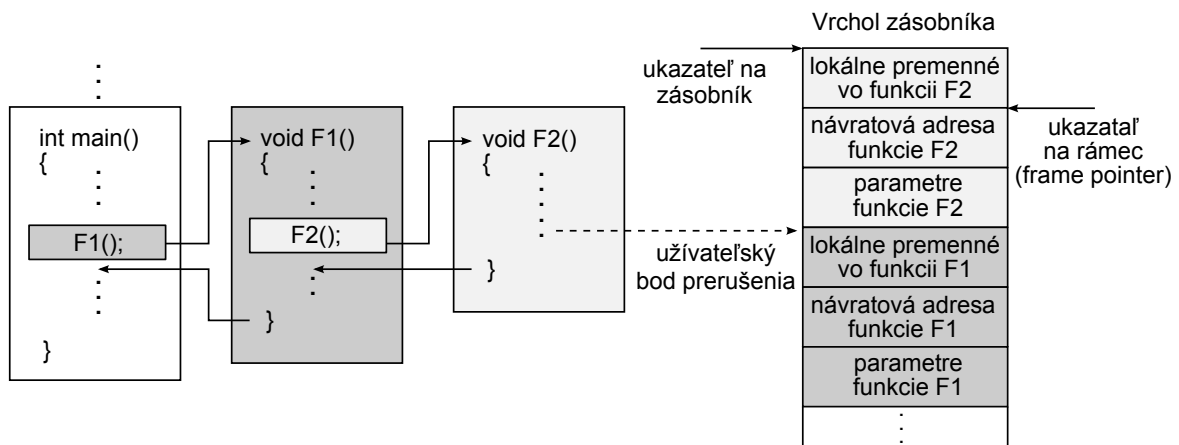 int main()
{
F1();
}
void F1()
{
F2();
}
void F2()
{
}
užívateľský
bod prerušenia
ukazateľ na
zásobník
Vrchol zásobníka
lokálne premenné
vo funkcii F2
návratová adresa
funkcie F2
parametre
funkcie F2
lokálne premenné
vo funkcii F1
návratová adresa
funkcie F1
parametre
funkcie F1
ukazataľ
na rámec
(frame pointer)